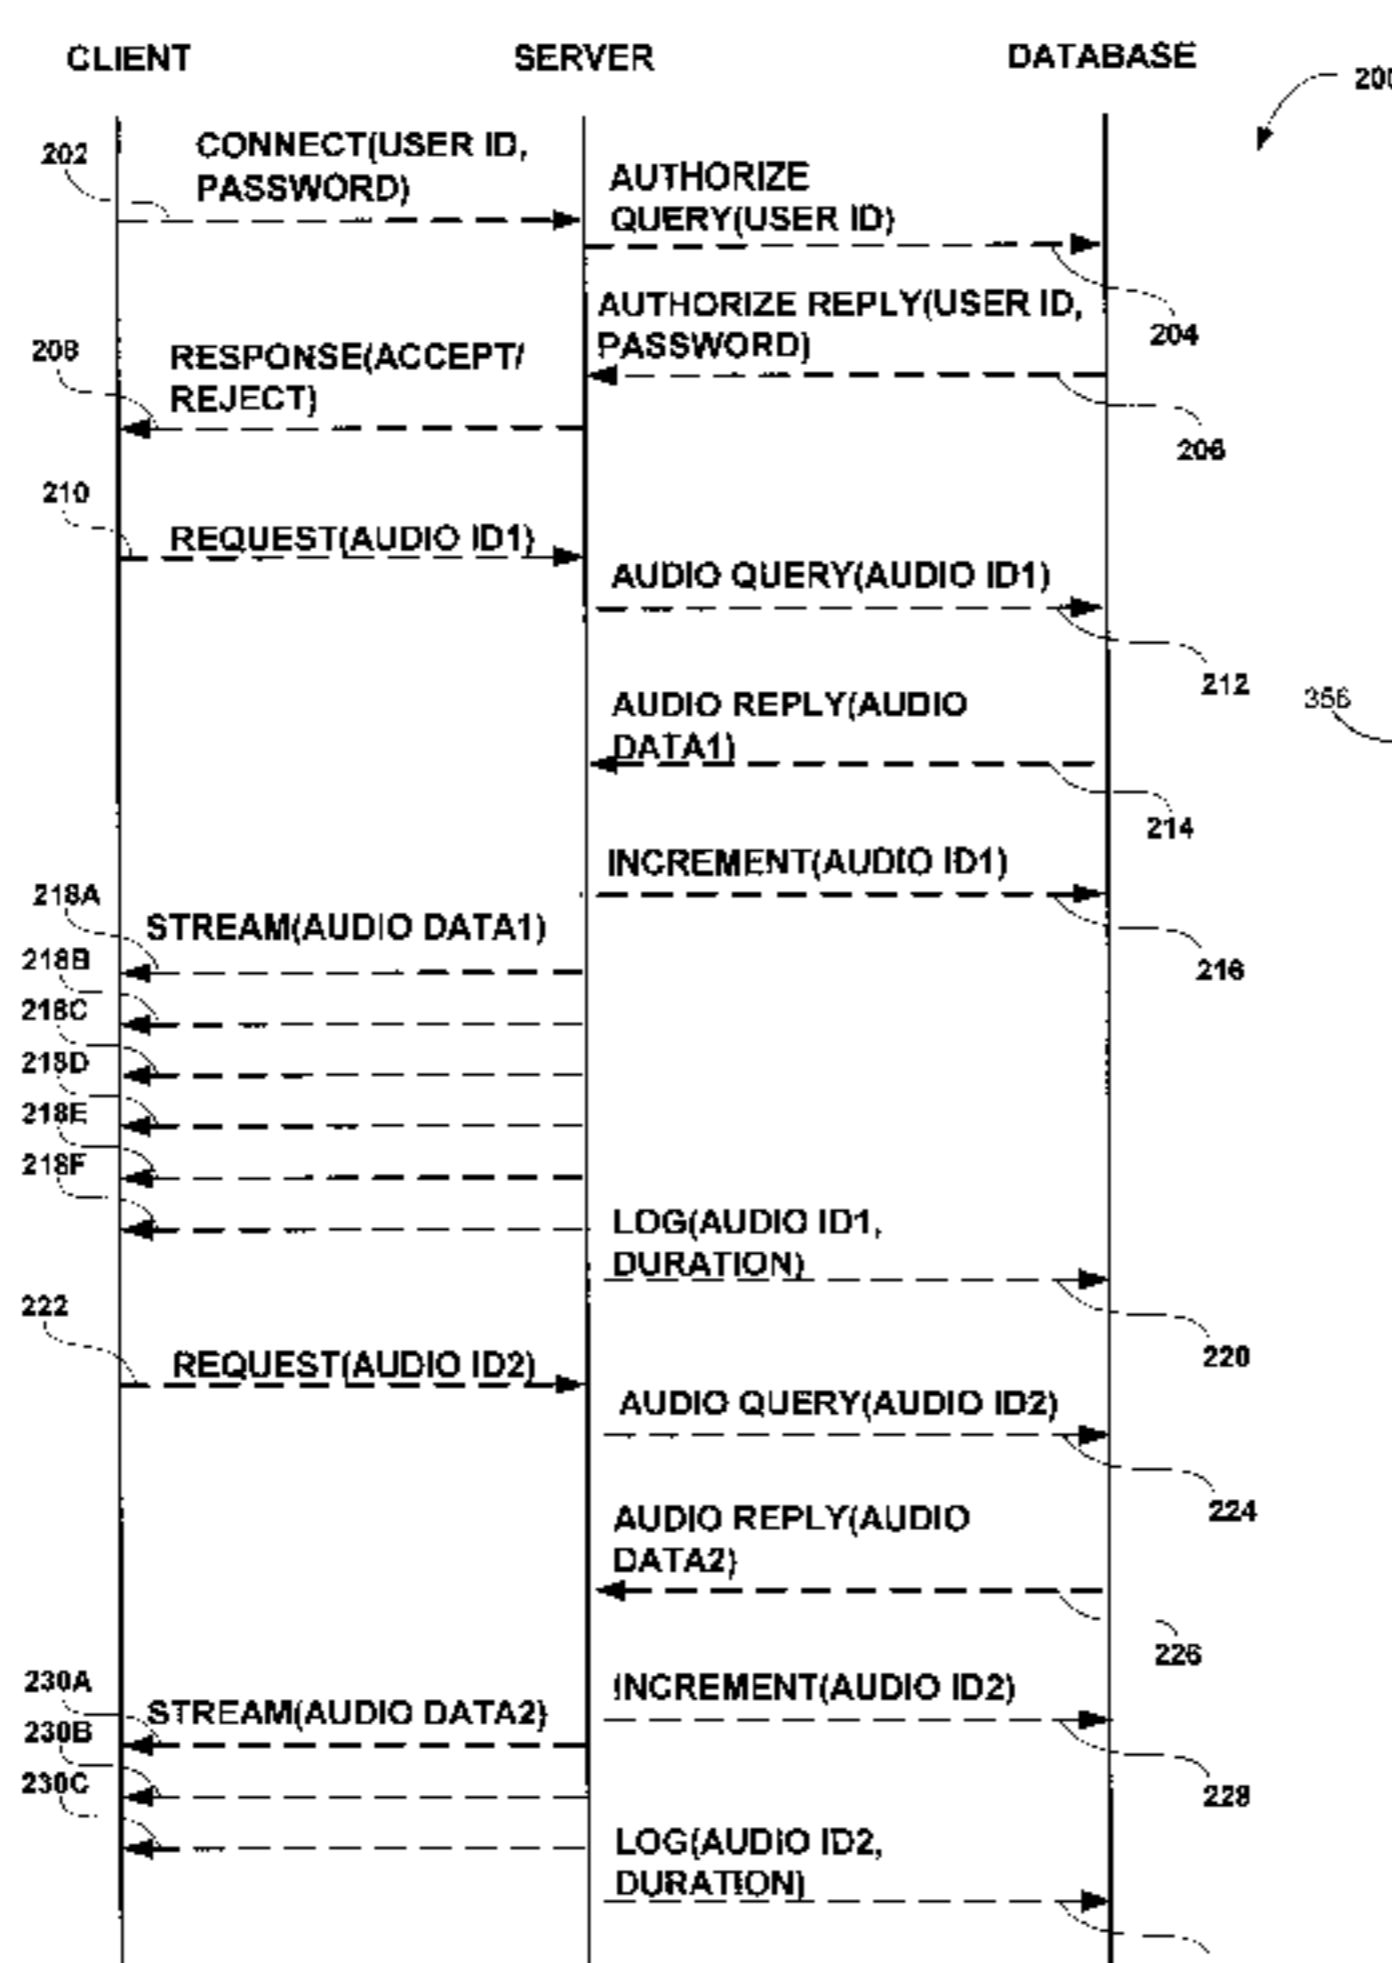 CLIENT SERVER DATABASE
200
202
CONNECT(USER ID,
PASSWORD)
AUTHORIZE
QUERY(USER ID)
204
AUTHORIZE REPLY(USER ID,
PASSWORD)
206
208
RESPONSE(ACCEPT/
REJECT)
210
REQUEST(AUDIO ID1)
AUDIO QUERY(AUDIO ID1)
212
356
AUDIO REPLY(AUDIO
DATA1)
214
INCREMENT(AUDIO ID1)
216
218A
STREAM(AUDIO DATA1)
218B
218C
218D
218E
218F
LOG(AUDIO ID1,
DURATION)
220
222
REQUEST(AUDIO ID2)
AUDIO QUERY(AUDIO ID2)
224
AUDIO REPLY(AUDIO
DATA2)
226
INCREMENT(AUDIO ID2)
228
230A
STREAM(AUDIO DATA2)
230B
230C
LOG(AUDIO ID2,
DURATION)